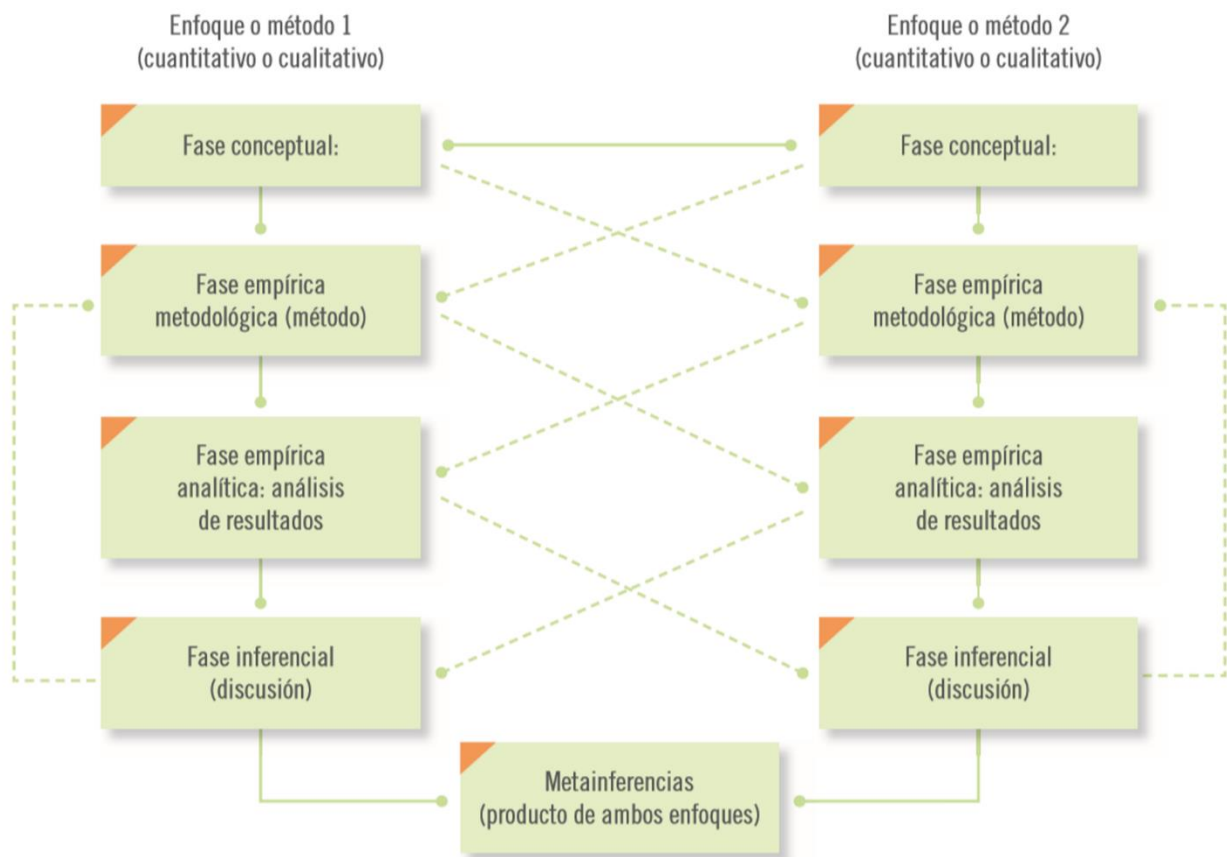 Enfoque o método 1
(cuantitativo o cualitativo)
Enfoque o método 2
(cuantitativo o cualitativo)
Fase conceptual:
Fase conceptual:
Fase empírica
metodológica (método)
Fase empírica
metodológica (método)
Fase empírica
analítica: análisis
de resultados
Fase empírica
analítica: análisis
de resultados
Fase inferencial
(discusión)
Fase inferencial
(discusión)
Metainferencias
(producto de ambos enfoques)